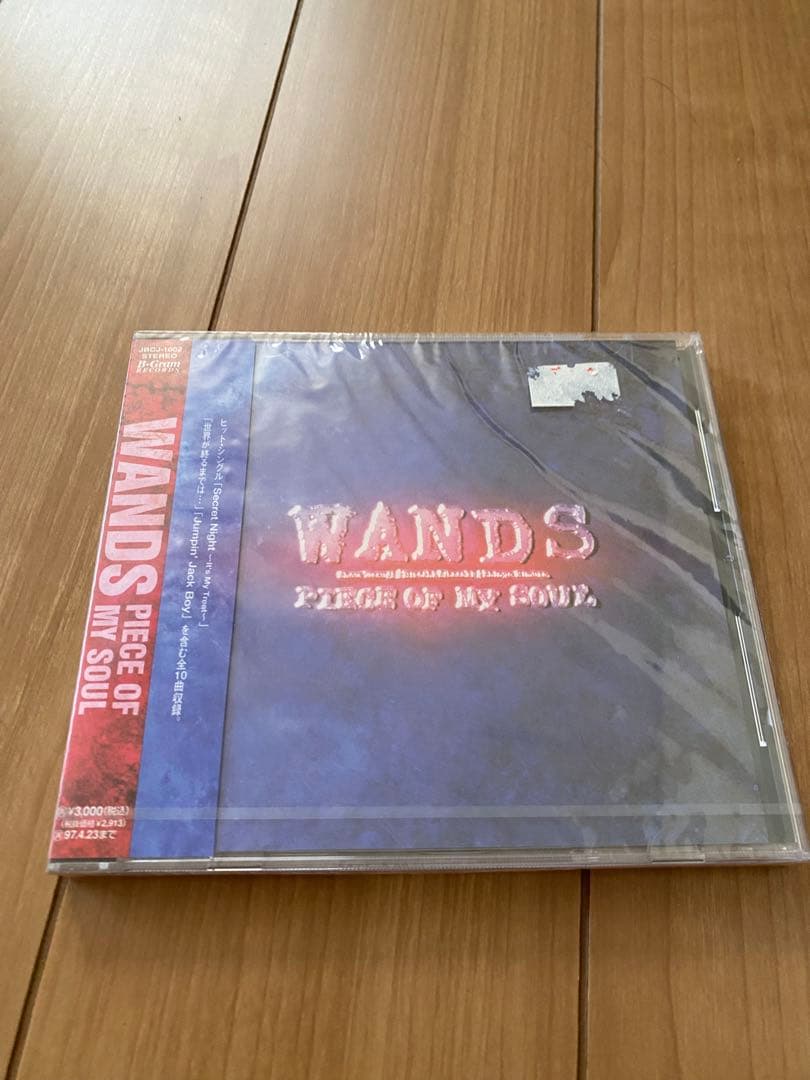 JBCJ-1002
STEREO
B-Gram
RECORDS
WANDS PIECE OF
MY SOUL
¥3,000(税込)
(税抜価格¥2,913)
97.4.23まで
ヒット・シングル「Secret Night ～It's My Treat～」
「世界が終るまでは…」「Jumpin' Jack Boy」を含む全10曲収録。
WANDS
PIECE OF MY SOUL